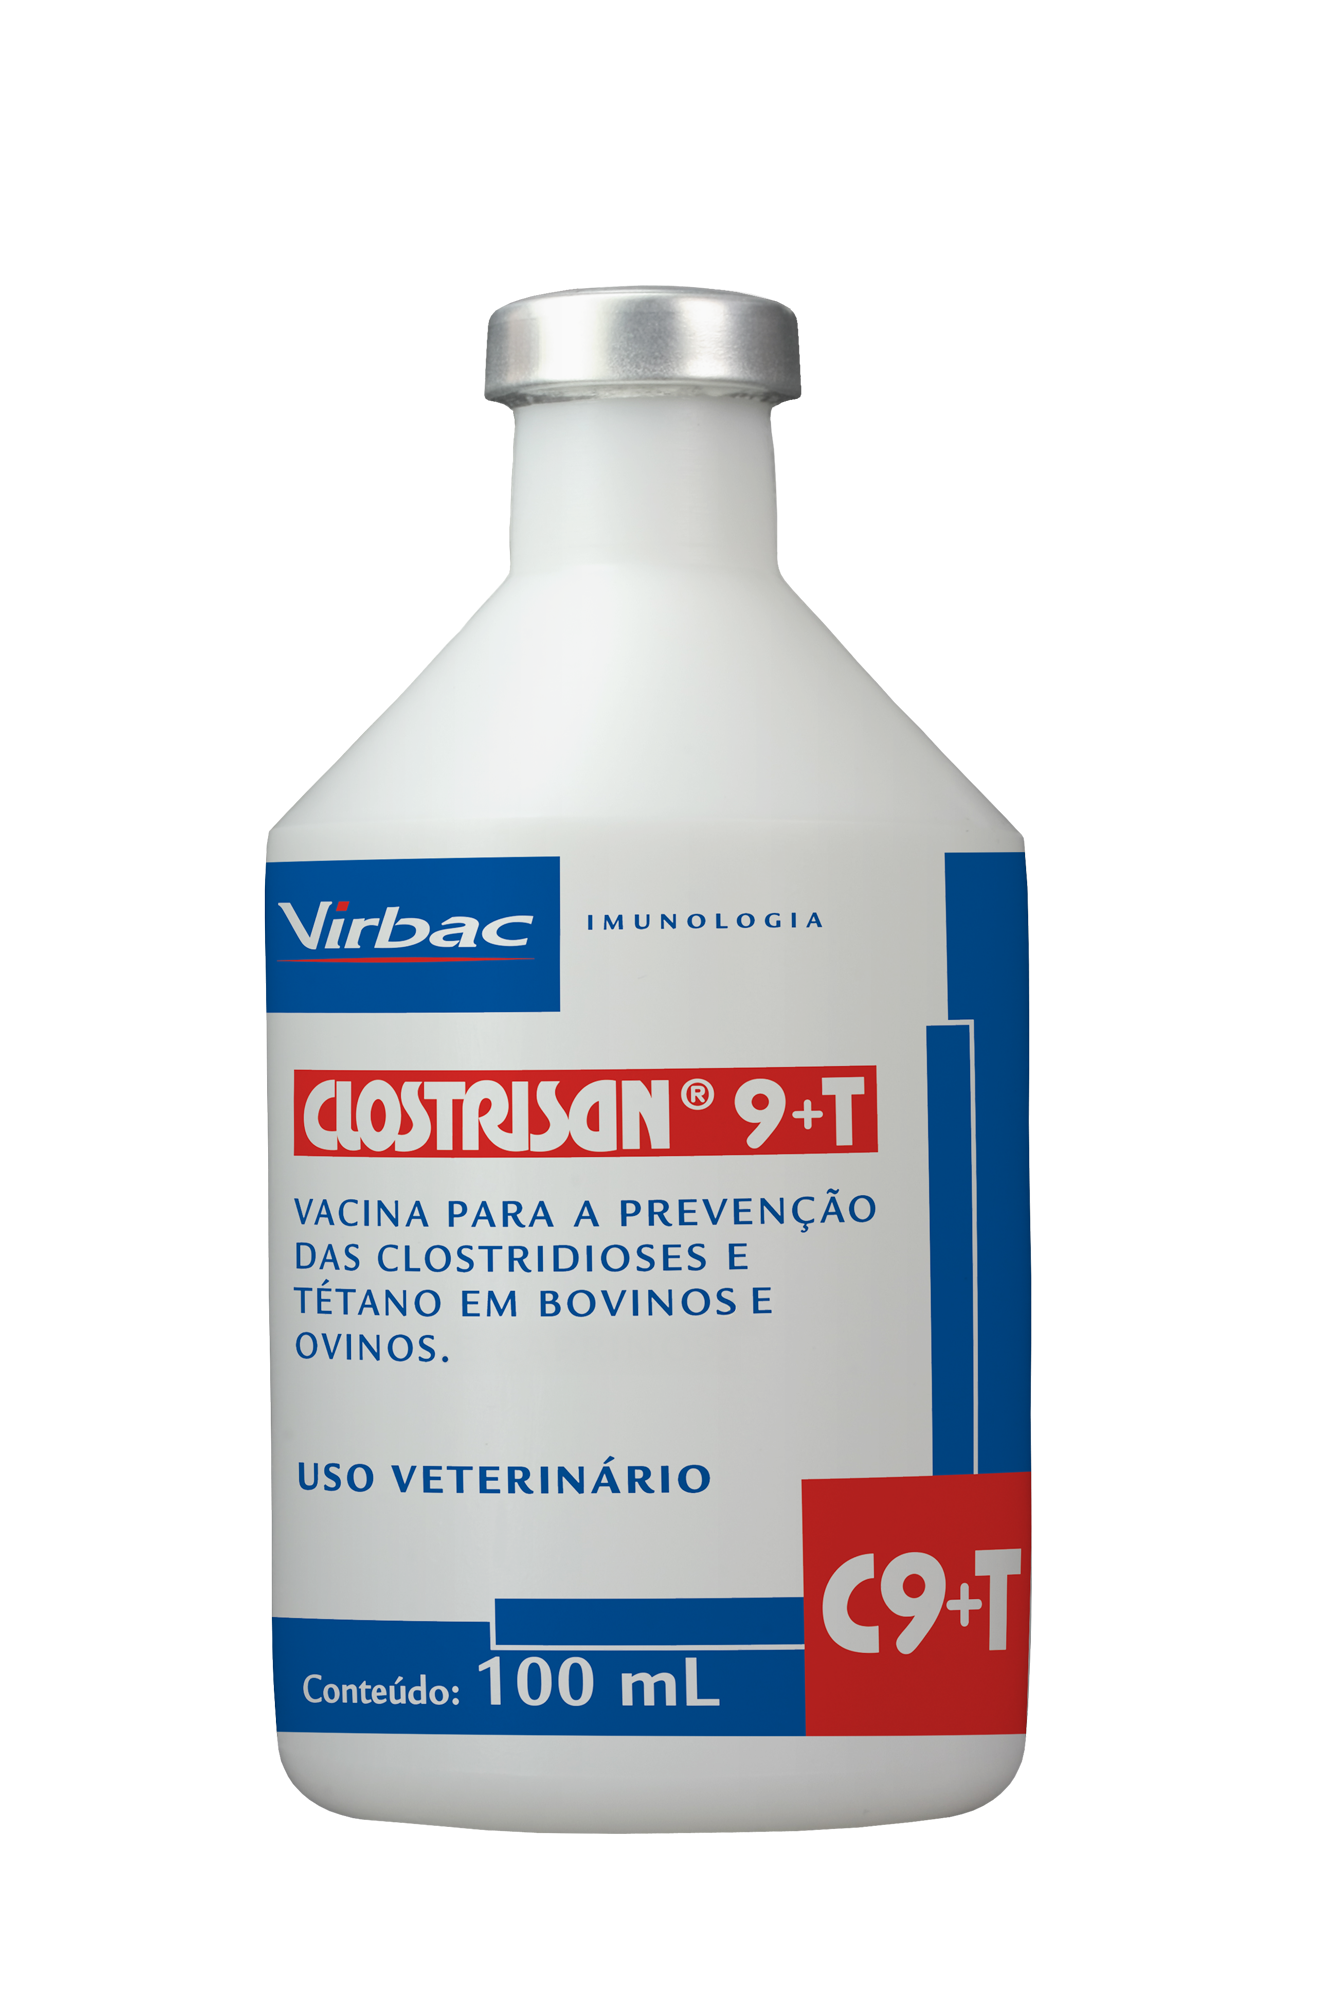 Virbac IMUNOLOGIA
CLOSTRISAN® 9+T
VACINA PARA A PREVENÇÃO
DAS CLOSTRIDIOSES E
TÉTANO EM BOVINOS E
OVINOS.
USO VETERINÁRIO
C9+T
Conteúdo: 100 mL